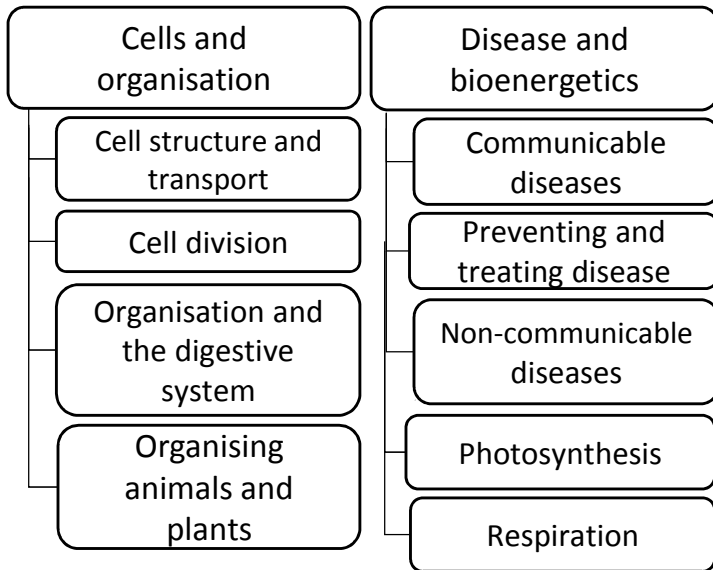 Cells and
organisation
Cell structure and
transport
Cell division
Organisation and
the digestive
system
Organising
animals and
plants
Disease and
bioenergetics
Communicable
diseases
Preventing and
treating disease
Non-communicable
diseases
Photosynthesis
Respiration